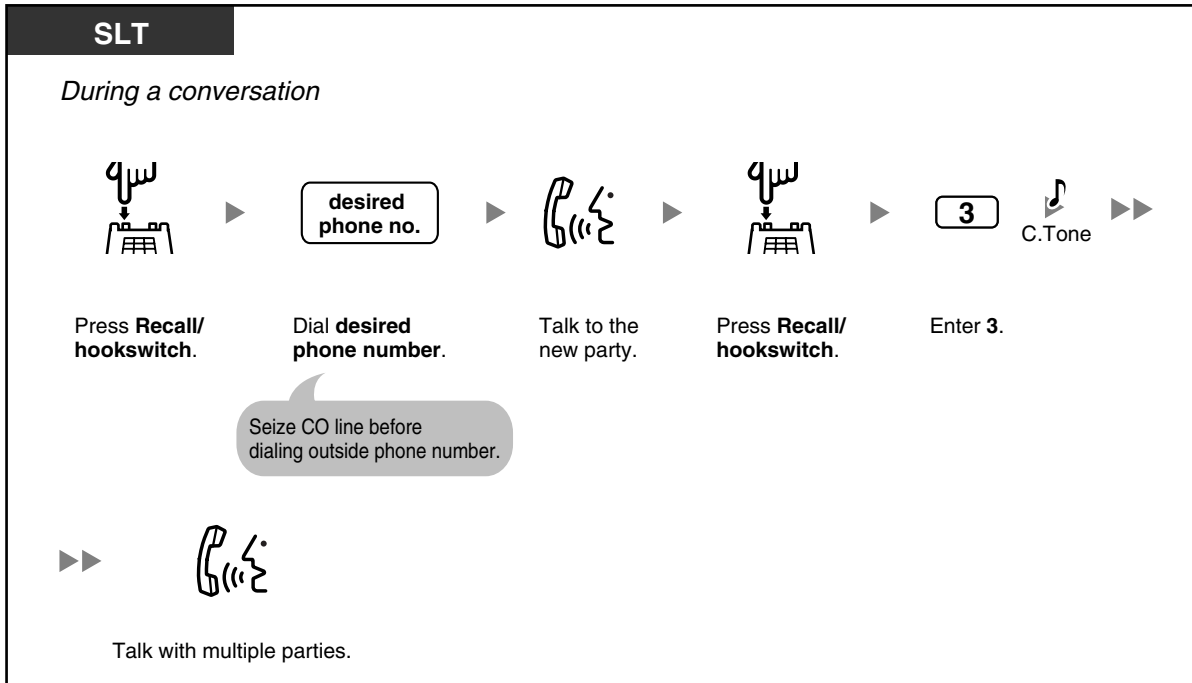 SLT
During a conversation
desired
phone no.
3
C.Tone
Press Recall/
hookswitch.
Dial desired
phone number.
Talk to the
new party.
Press Recall/
hookswitch.
Enter 3.
Seize CO line before
dialing outside phone number.
Talk with multiple parties.